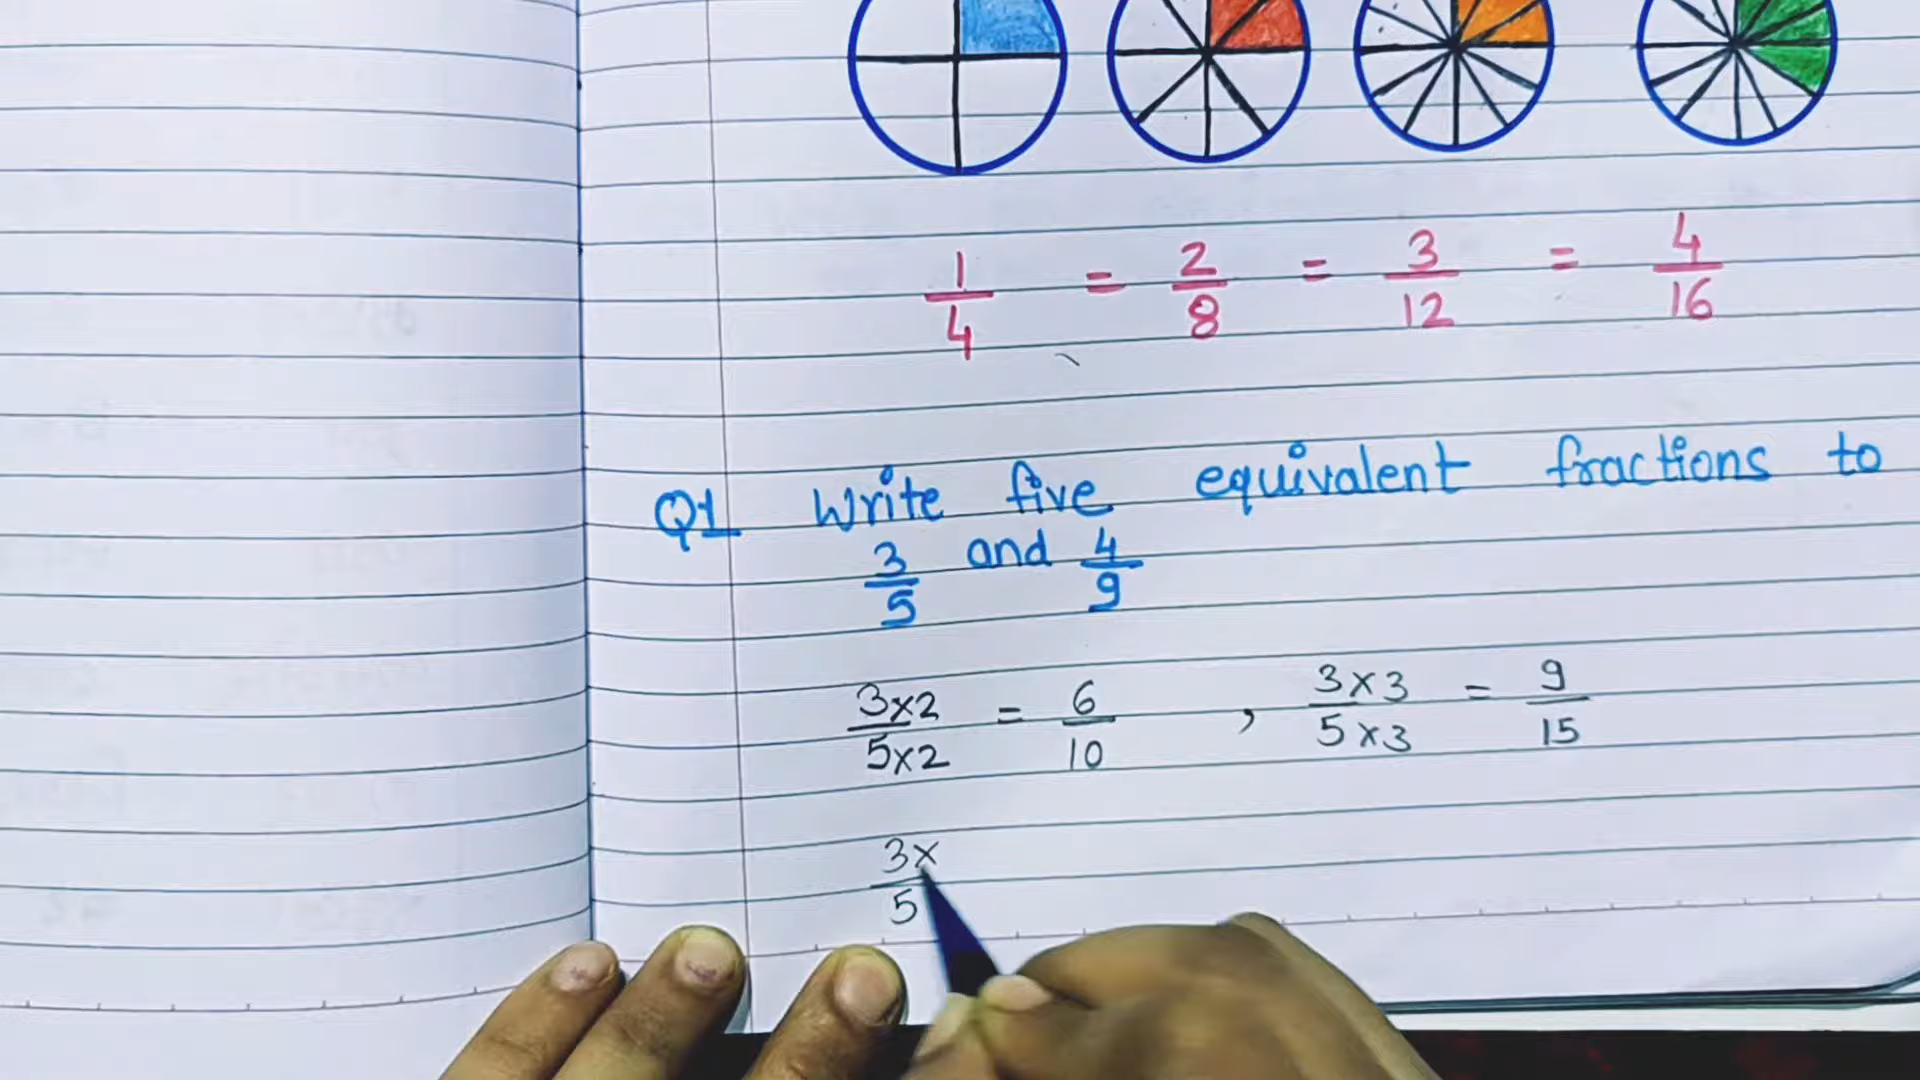 1/4 = 2/8 = 3/12 = 4/16
Q1 Write five equivalent fractions to
3/5 and 4/9
3x2/5x2 = 6/10 , 3x3/5x3 = 9/15
3x/5